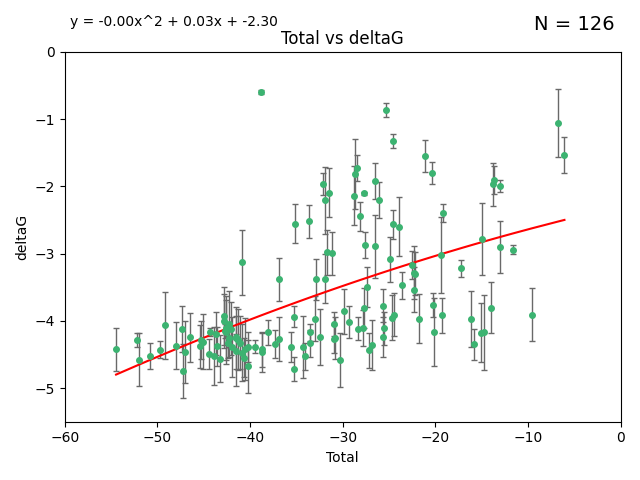 y = -0.00x^2 + 0.03x + -2.30
N = 126
Total vs deltaG
0
−1
−2
−3
−4
−5
deltaG
−60 −50 −40 −30 −20 −10 0
Total